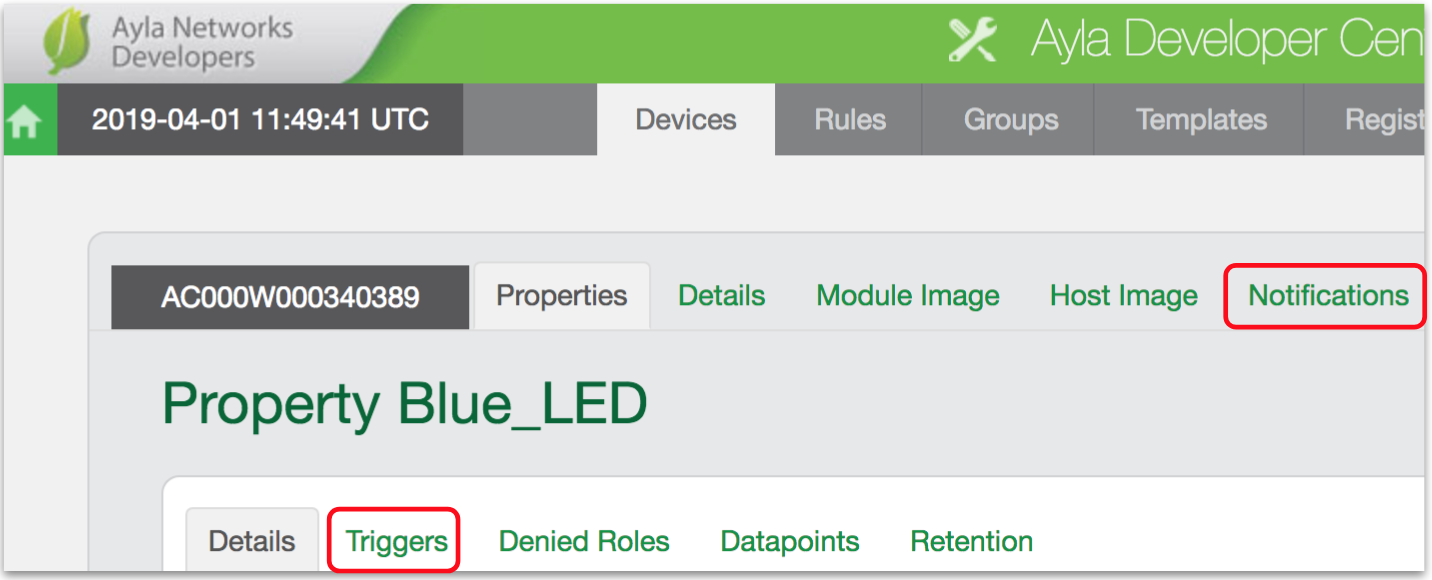 Ayla Networks
Developers
Ayla Developer Cen
2019-04-01 11:49:41 UTC
Devices
Rules
Groups
Templates
Regist
AC000W000340389
Properties
Details
Module Image
Host Image
Notifications
Property Blue_LED
Details
Triggers
Denied Roles
Datapoints
Retention